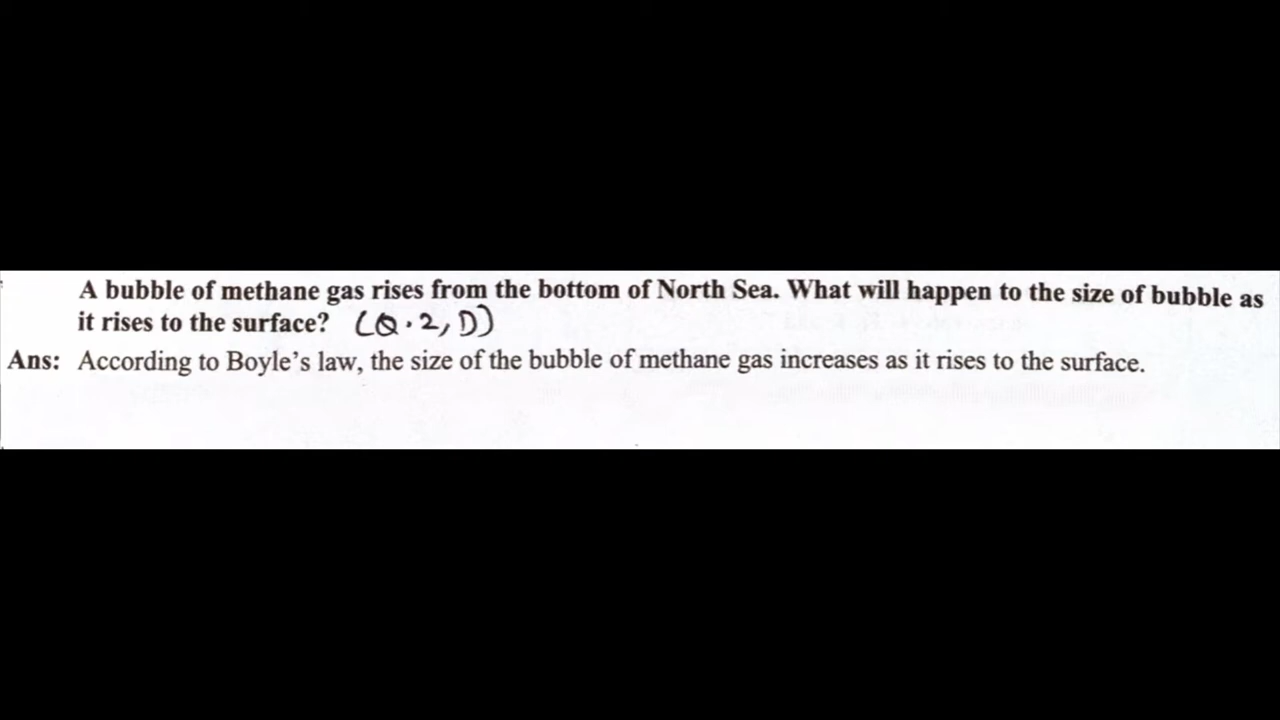 A bubble of methane gas rises from the bottom of North Sea. What will happen to the size of bubble as
it rises to the surface? (Q.2, D)
Ans: According to Boyle's law, the size of the bubble of methane gas increases as it rises to the surface.